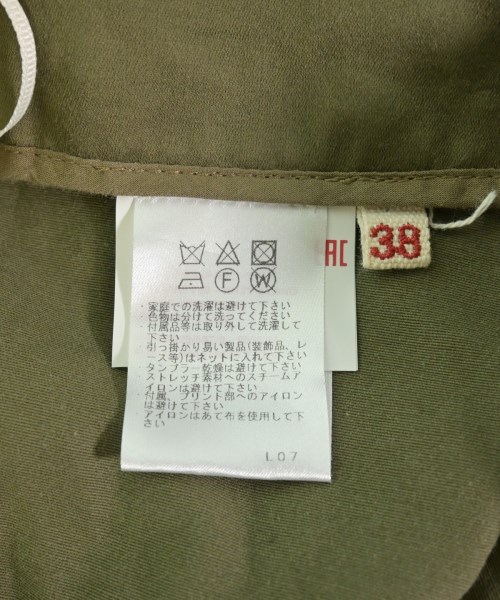 F W
・家庭での洗濯は避けて下さい
・色物は分けて洗ってください
・付属品等は取り外して洗濯して
下さい
引っ掛かり易い製品(装飾品、レ
ース等)はネットに入れて下さい
タンブラー乾燥は避けて下さい
ストレッチ素材へのスチームア
イロンは避けて下さい
・付属、プリント部へのアイロン
は避けて下さい
・アイロンはあて布を使用して下
さい
L07
EAC
38